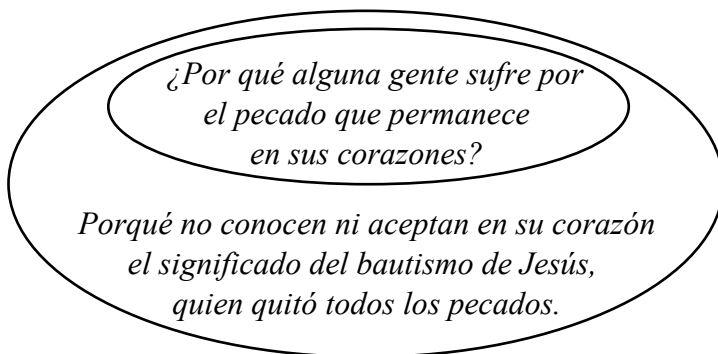 ¿Por qué alguna gente sufre por
el pecado que permanece
en sus corazones?
Porqué no conocen ni aceptan en su corazón
el significado del bautismo de Jesús,
quien quitó todos los pecados.